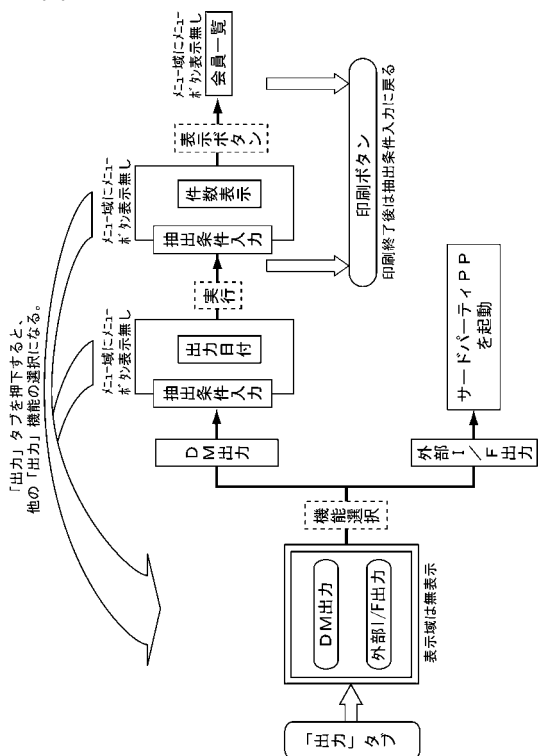 「出力」タブを押下すると、
他の「出力」機能の選択になる。
「出力」タブ
DM出力
外部I/F出力
表示域は無表示
機能選択
DM出力
外部I/F出力
サードパーティPP
を起動
メニュー域にメニュー
ボタン表示無し
抽出条件入力
出力日付
実行
メニュー域にメニュー
ボタン表示無し
抽出条件入力
件数表示
表示ボタン
メニュー域にメニュー
ボタン表示無し
会員一覧
印刷ボタン
印刷終了後は抽出条件入力に戻る